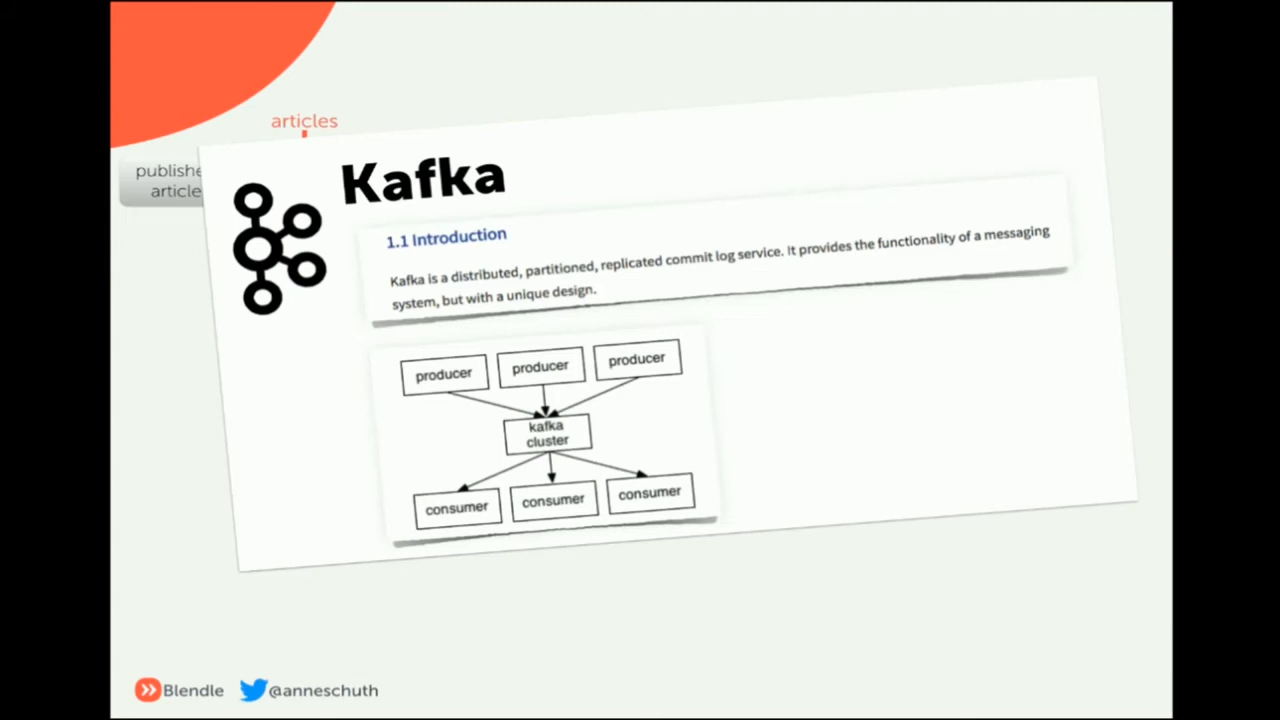 articles
article
Kafka
1.1 Introduction
Kafka is a distributed, partitioned, replicated commit log service. It provides the functionality of a messaging
system, but with a unique design.
producer producer producer
kafka
cluster
consumer consumer consumer
Blendle @anneschuth